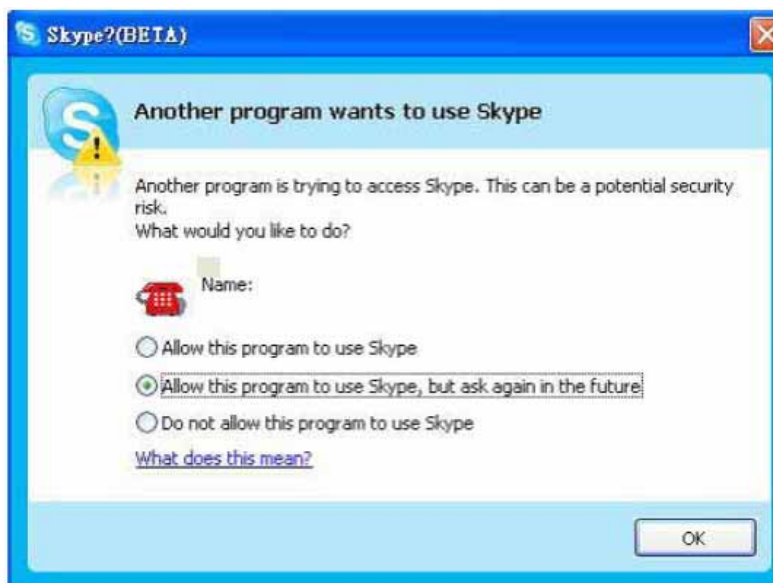 Skype?(BETA)
Another program wants to use Skype
Another program is trying to access Skype. This can be a potential security
risk.
What would you like to do?
Name:
Allow this program to use Skype
Allow this program to use Skype, but ask again in the future
Do not allow this program to use Skype
What does this mean?
OK